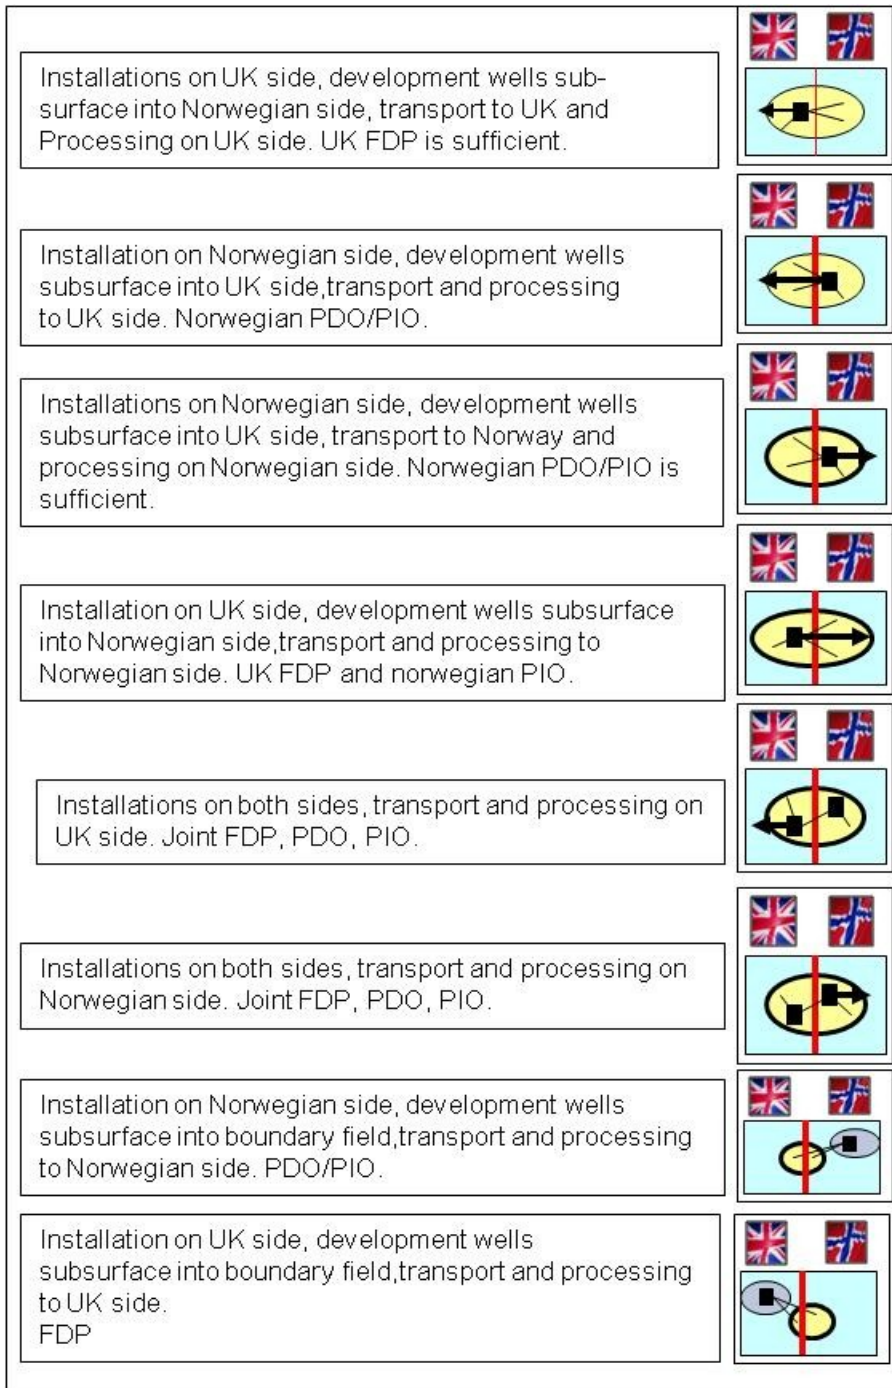 Installations on UK side, development wells sub-
surface into Norwegian side, transport to UK and
Processing on UK side. UK FDP is sufficient.
Installation on Norwegian side, development wells
subsurface into UK side,transport and processing
to UK side. Norwegian PDO/PIO.
Installations on Norwegian side, development wells
subsurface into UK side, transport to Norway and
processing on Norwegian side. Norwegian PDO/PIO is
sufficient.
Installation on UK side, development wells subsurface
into Norwegian side,transport and processing to
Norwegian side. UK FDP and norwegian PIO.
Installations on both sides, transport and processing on
UK side. Joint FDP, PDO, PIO.
Installations on both sides, transport and processing on
Norwegian side. Joint FDP, PDO, PIO.
Installation on Norwegian side, development wells
subsurface into boundary field,transport and processing
to Norwegian side. PDO/PIO.
Installation on UK side, development wells
subsurface into boundary field,transport and processing
to UK side.
FDP